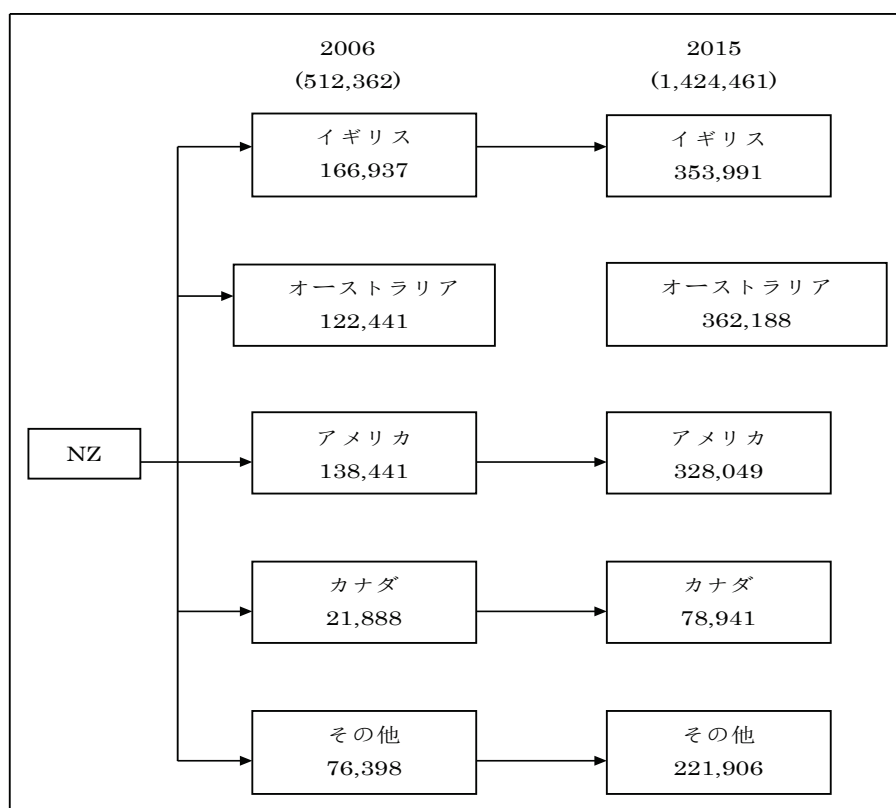 2006
(512,362)
2015
(1,424,461)
イギリス
166,937
イギリス
353,991
オーストラリア
122,441
オーストラリア
362,188
NZ
アメリカ
138,441
アメリカ
328,049
カナダ
21,888
カナダ
78,941
その他
76,398
その他
221,906